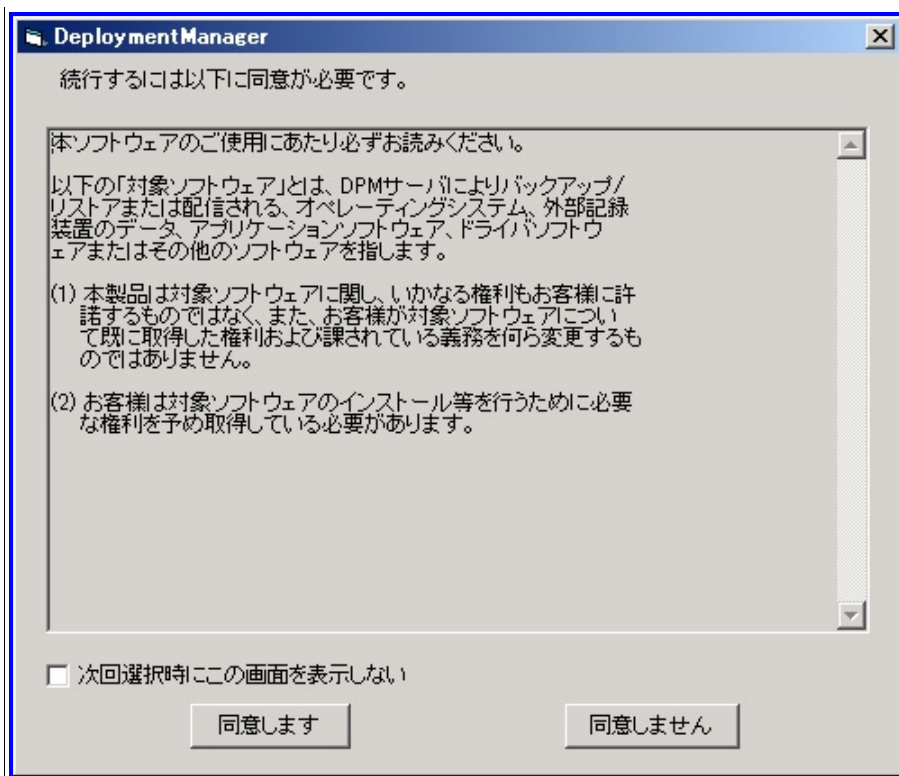 DeploymentManager
続行するには以下に同意が必要です。
本ソフトウェアのご使用にあたり必ずお読みください。
以下の「対象ソフトウェア」とは、DPMサーバによりバックアップ/
リストアまたは配信される、オペレーティングシステム、外部記録
装置のデータ、アプリケーションソフトウェア、ドライバソフトウ
ェアまたはその他のソフトウェアを指します。
(1) 本製品は対象ソフトウェアに関し、いかなる権利もお客様に許
諾するものではなく、また、お客様が対象ソフトウェアについ
て既に取得した権利および課されている義務を何ら変更するも
のではありません。
(2) お客様は対象ソフトウェアのインストール等を行うために必要
な権利を予め取得している必要があります。
次回選択時にこの画面を表示しない
同意します
同意しません